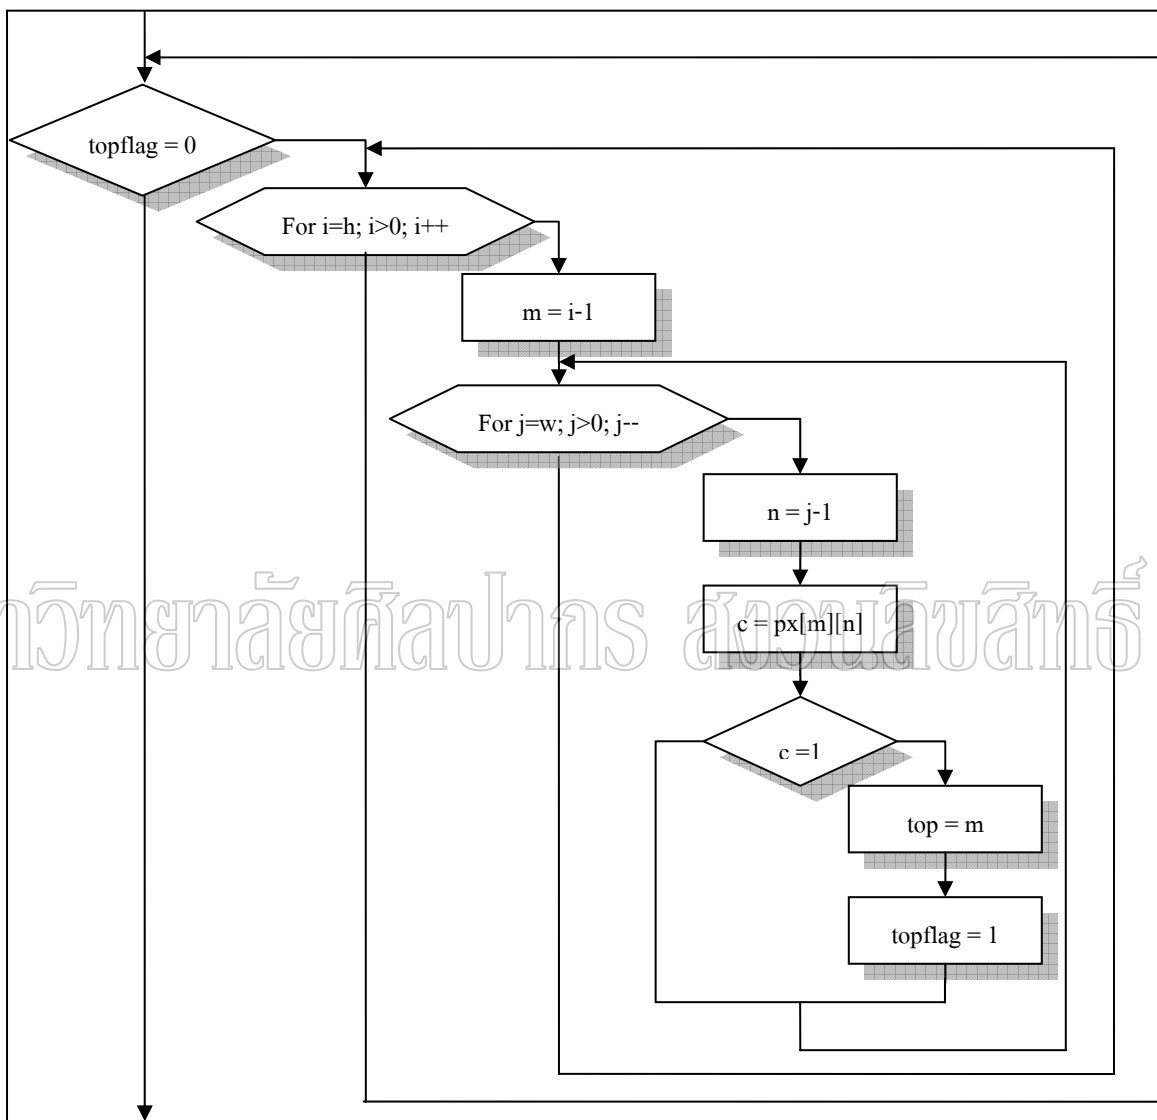 topflag = 0
For i=h; i>0; i++
m = i-1
For j=w; j>0; j--
n = j-1
c = px[m][n]
าวิทยาลัยศิลปากร สงวนลิขสิทธิ์
c =1
top = m
topflag = 1